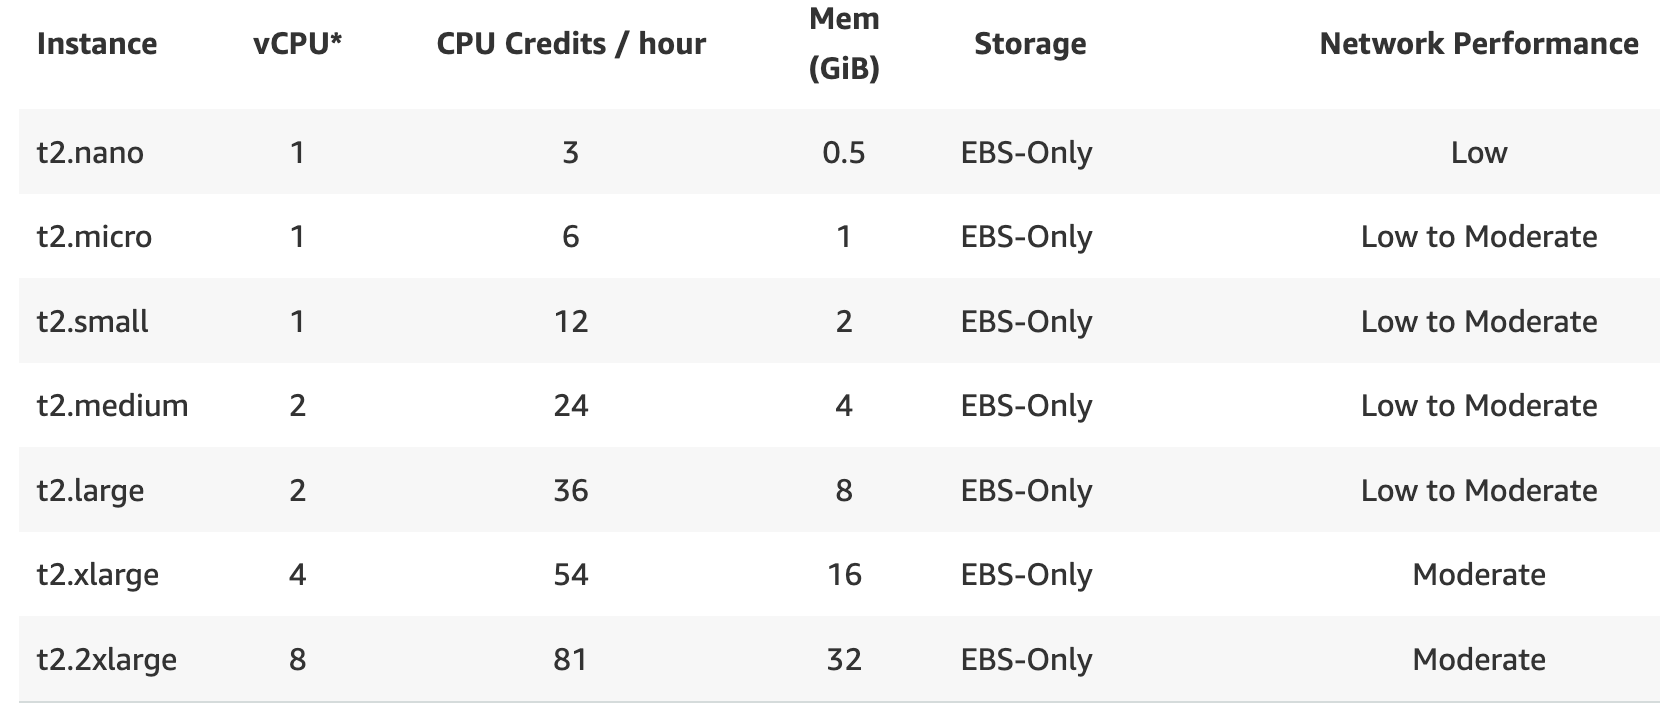 Instance vCPU* CPU Credits / hour Mem (GiB) Storage Network Performance
t2.nano 1 3 0.5 EBS-Only Low
t2.micro 1 6 1 EBS-Only Low to Moderate
t2.small 1 12 2 EBS-Only Low to Moderate
t2.medium 2 24 4 EBS-Only Low to Moderate
t2.large 2 36 8 EBS-Only Low to Moderate
t2.xlarge 4 54 16 EBS-Only Moderate
t2.2xlarge 8 81 32 EBS-Only Moderate